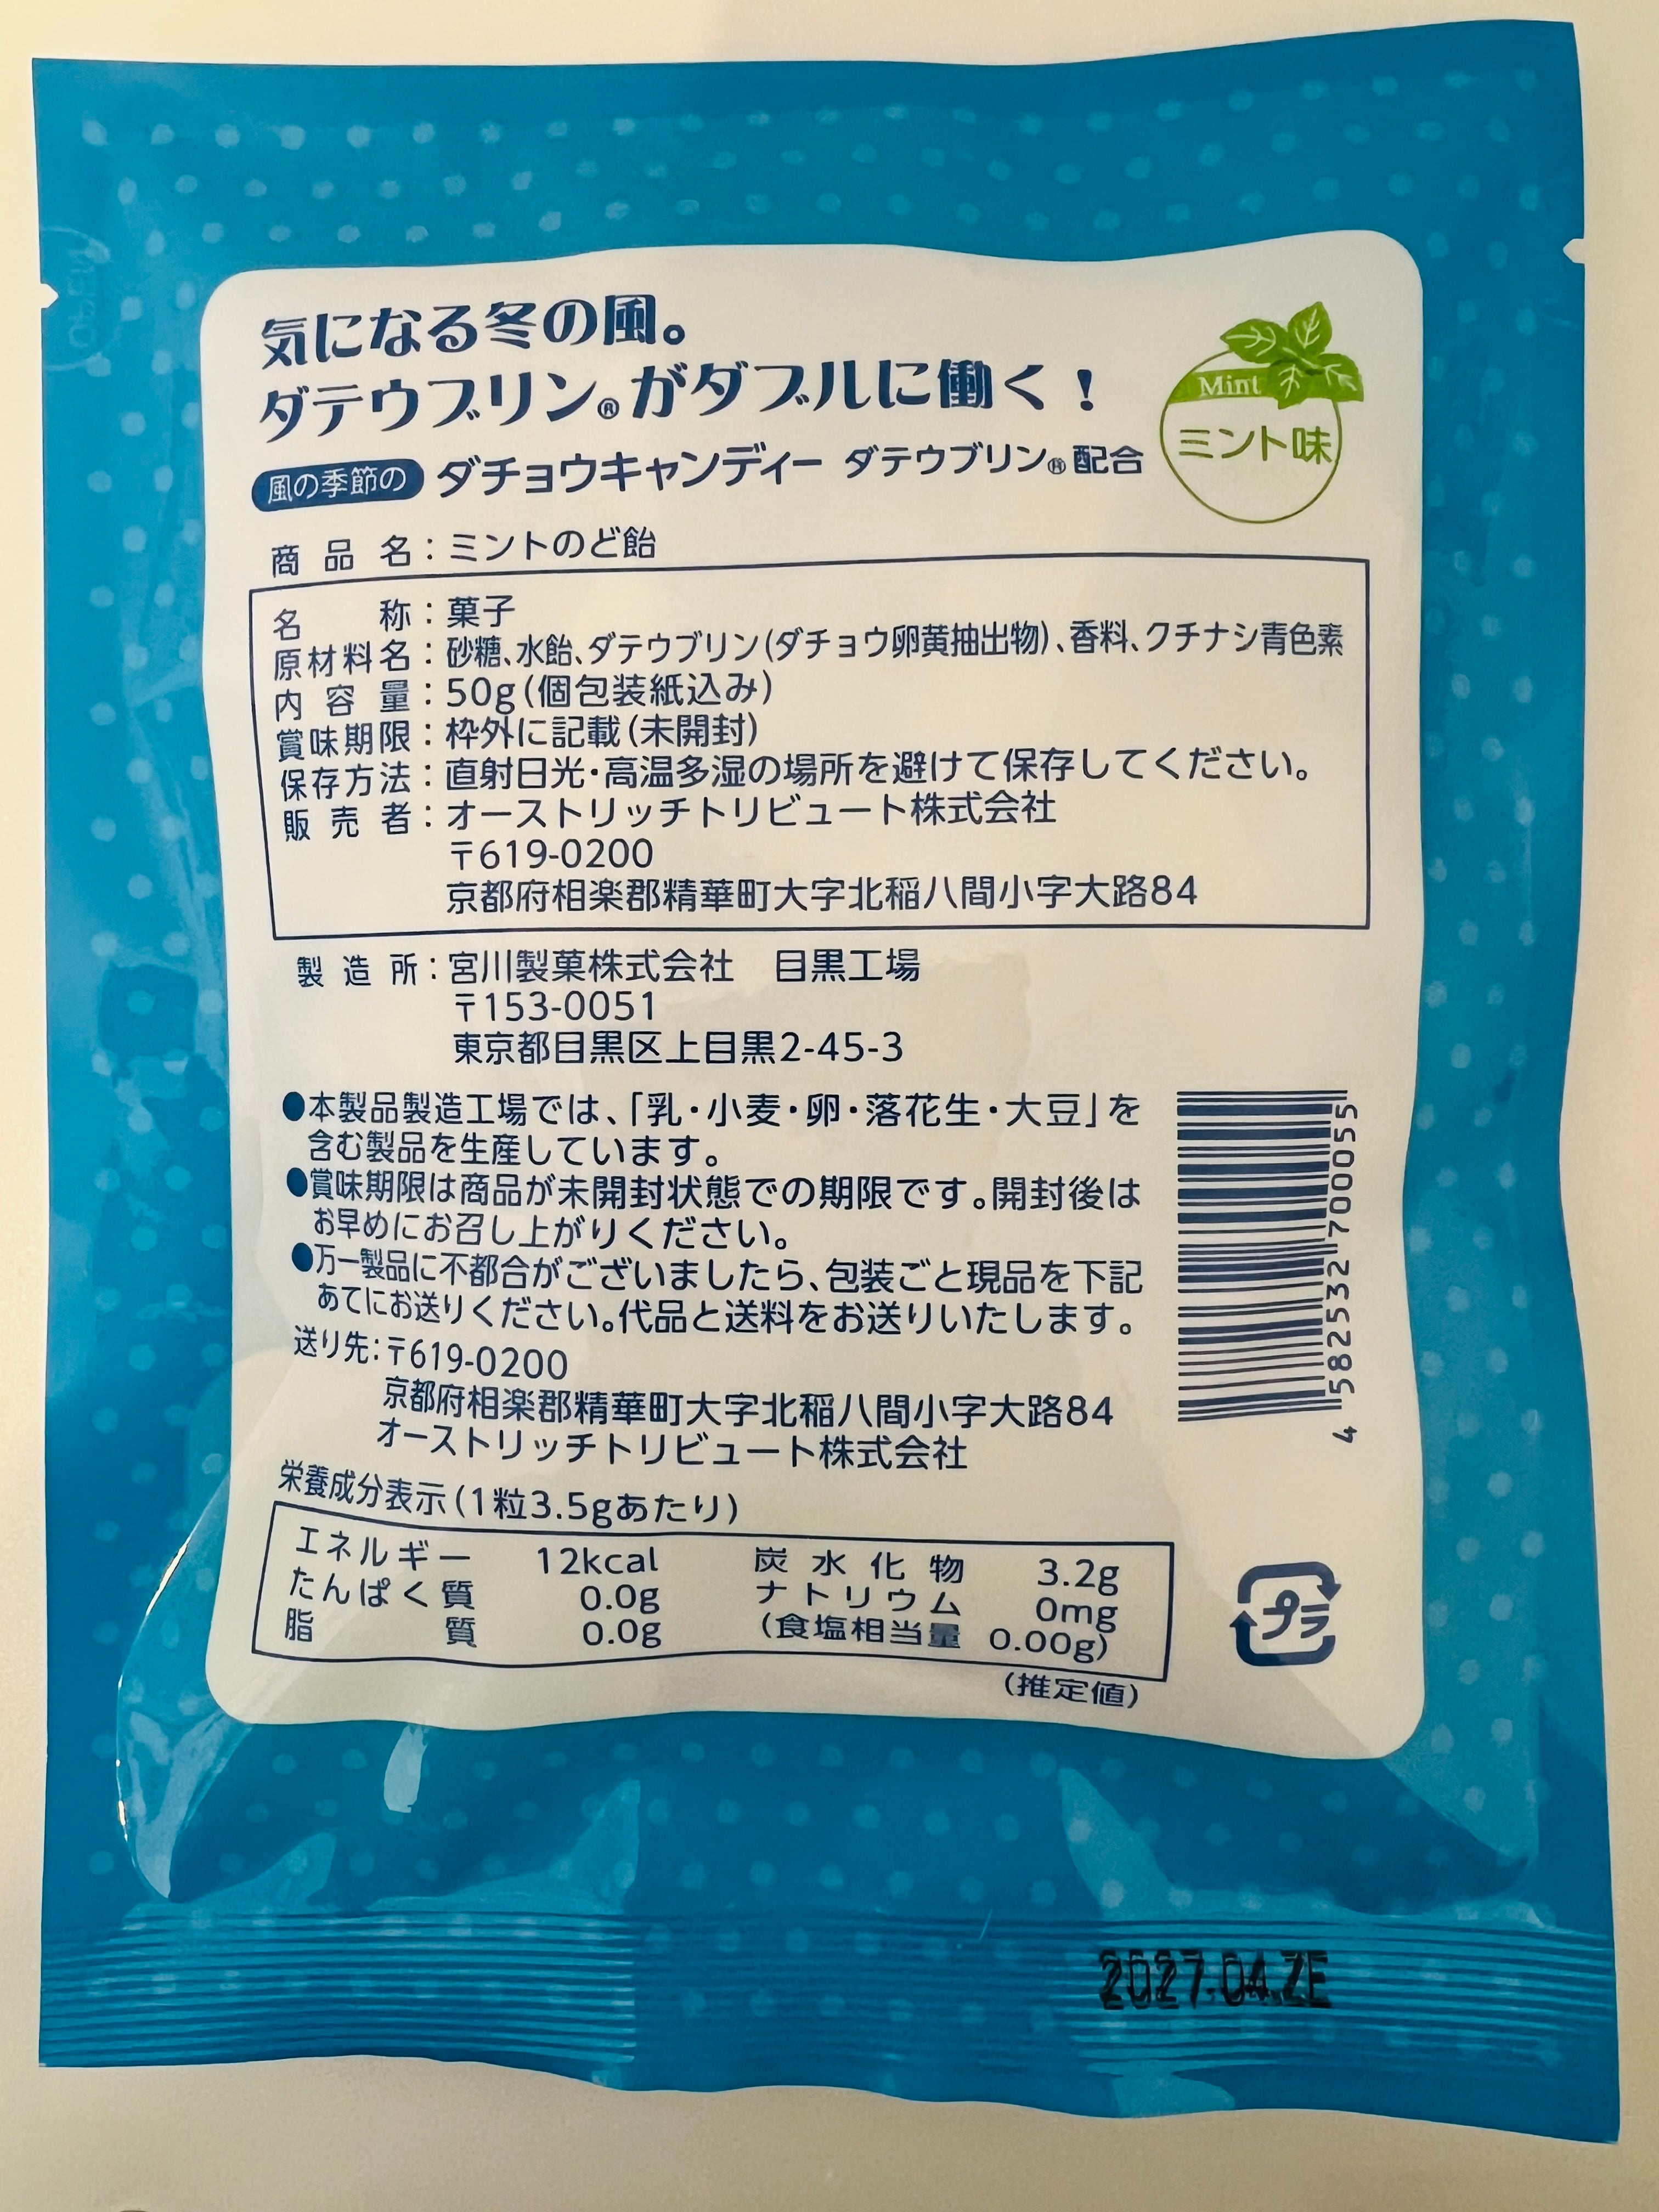 気になる冬の風。
ダテウブリン®がダブルに働く!
風の季節の ダチョウキャンディー ダテウブリン®配合
Mint
ミント味
商品名:ミントのど飴
名称:菓子
原材料名:砂糖、水飴、ダテウブリン(ダチョウ卵黄抽出物)、香料、クチナシ青色素
内容量:50g(個包装紙込み)
賞味期限:枠外に記載(未開封)
保存方法:直射日光・高温多湿の場所を避けて保存してください。
販売者:オーストリッチトリビュート株式会社
〒619-0200
京都府相楽郡精華町大字北稲八間小字大路84
製造所:宮川製菓株式会社 目黒工場
〒153-0051
東京都目黒区上目黒2-45-3
●本製品製造工場では、「乳・小麦・卵・落花生・大豆」を
含む製品を生産しています。
●賞味期限は商品が未開封状態での期限です。開封後は
お早めにお召し上がりください。
●万一製品に不都合がございましたら、包装ごと現品を下記
あてにお送りください。代品と送料をお送りいたします。
送り先:〒619-0200
京都府相楽郡精華町大字北稲八間小字大路84
オーストリッチトリビュート株式会社
4 582532 700055
栄養成分表示(1粒3.5gあたり)
エネルギー 12kcal 炭水化物 3.2g
たんぱく質 0.0g ナトリウム 0mg
脂質 0.0g (食塩相当量 0.00g)
(推定値)
プラ
2027.04.ZE